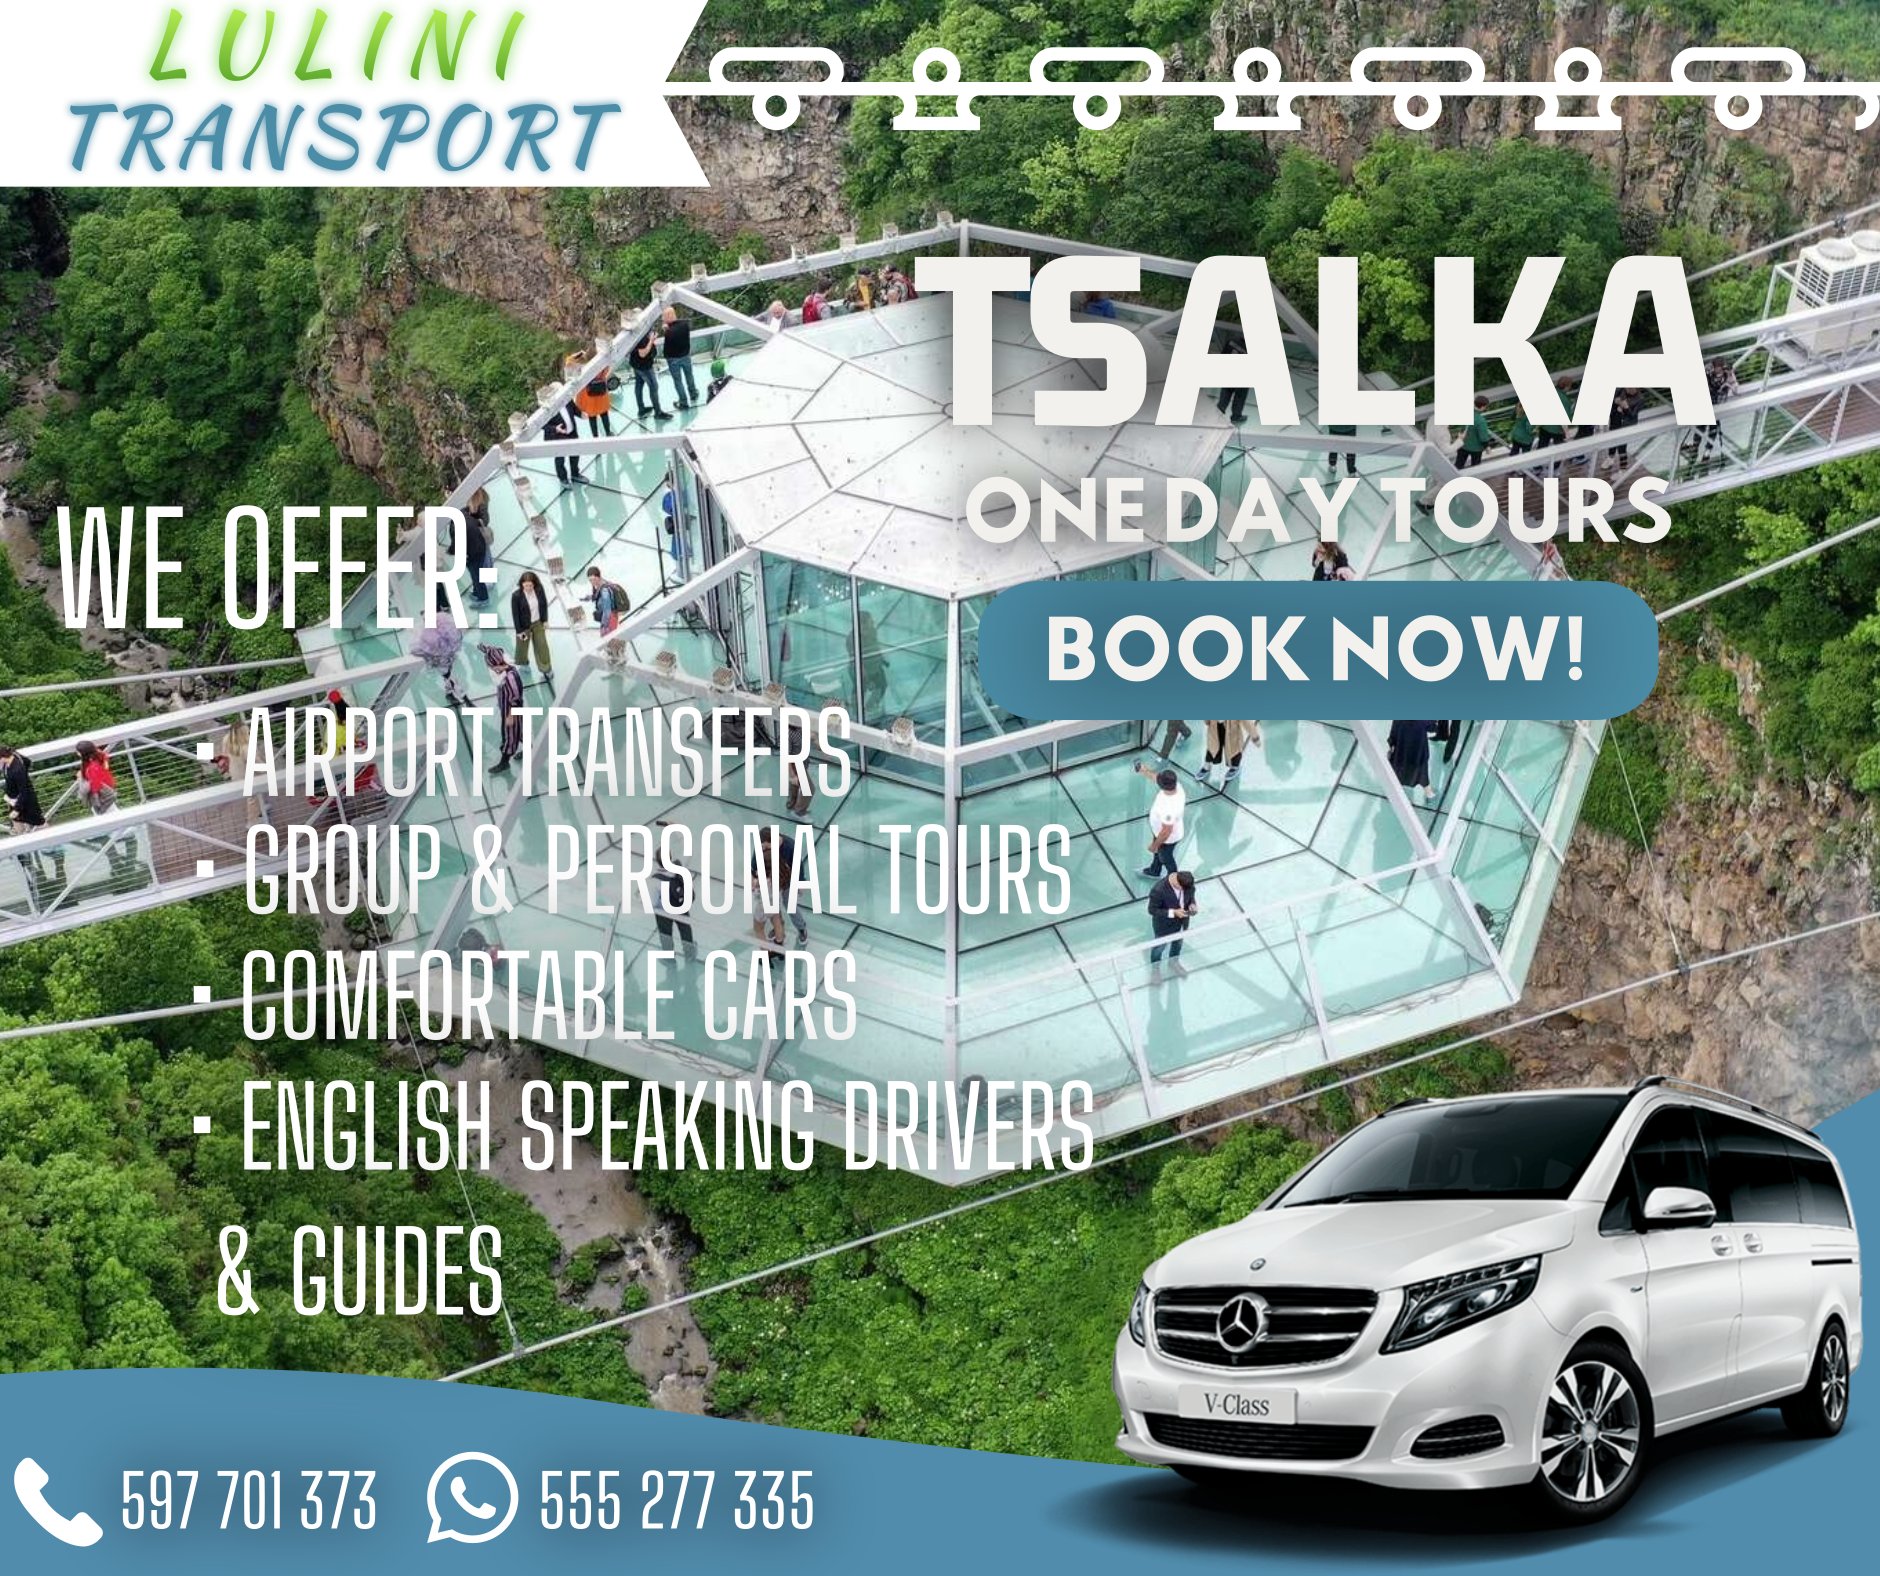 LULINI
TRANSPORT
TSALKA
ONE DAY TOURS
BOOK NOW!
WE OFFER:
· AIRPORT TRANSFERS
· GROUP & PERSONAL TOURS
· COMFORTABLE CARS
· ENGLISH SPEAKING DRIVERS
& GUIDES
V-Class
597 701 373
555 277 335